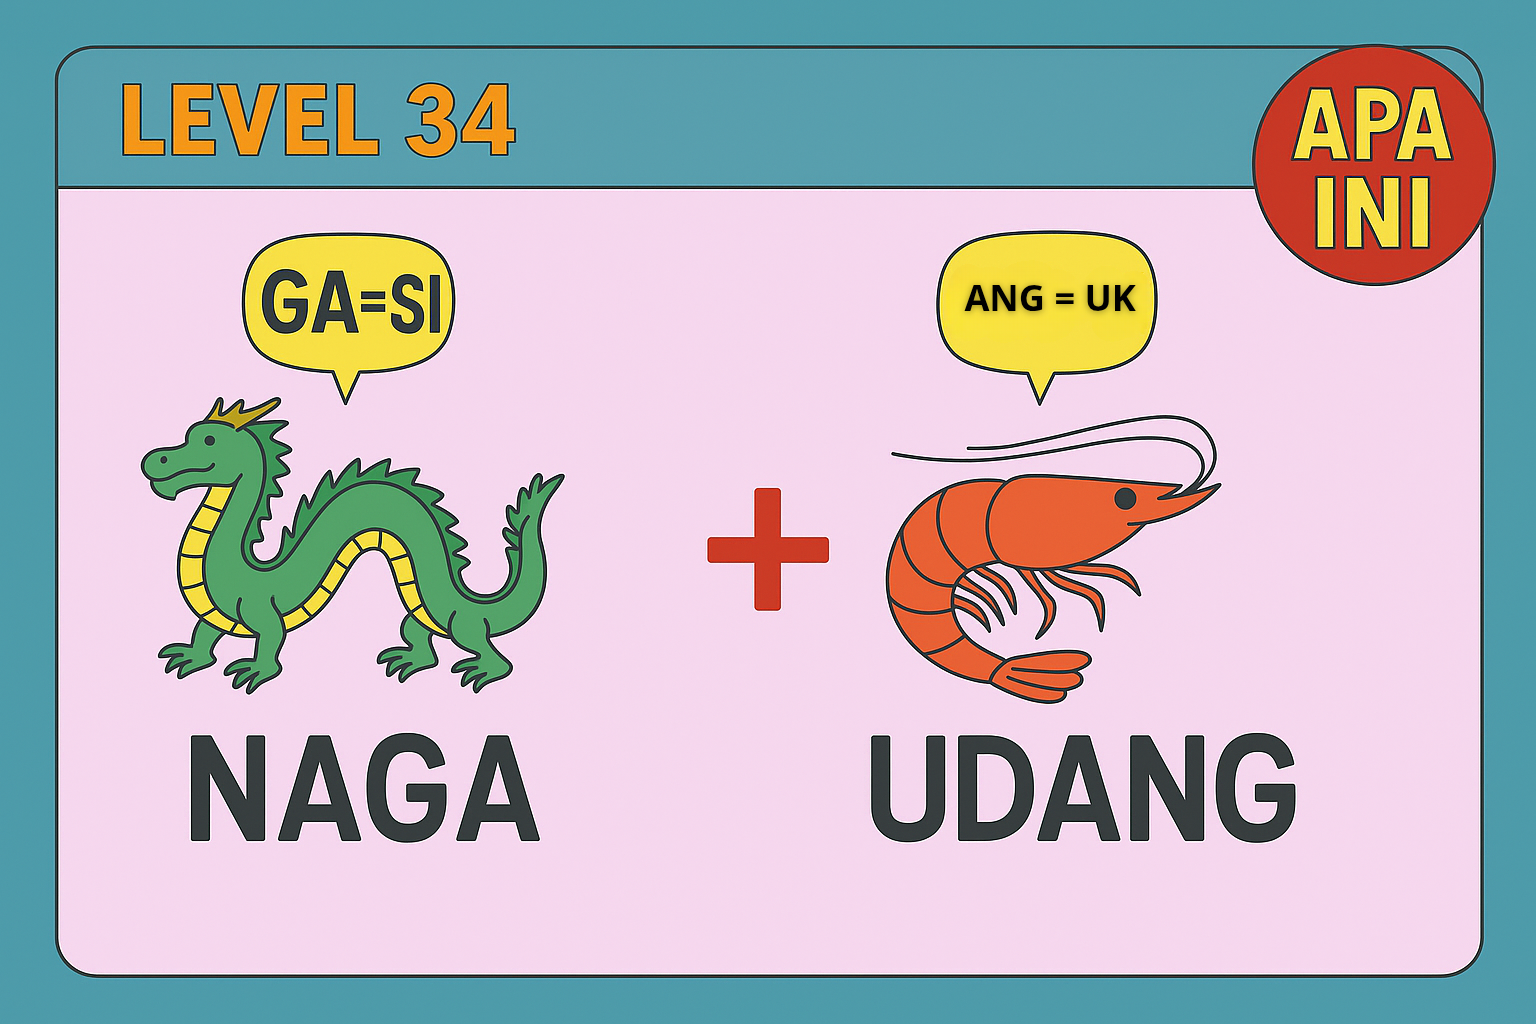 LEVEL 34
APA
INI
GA=SI
ANG = UK
NAGA
UDANG